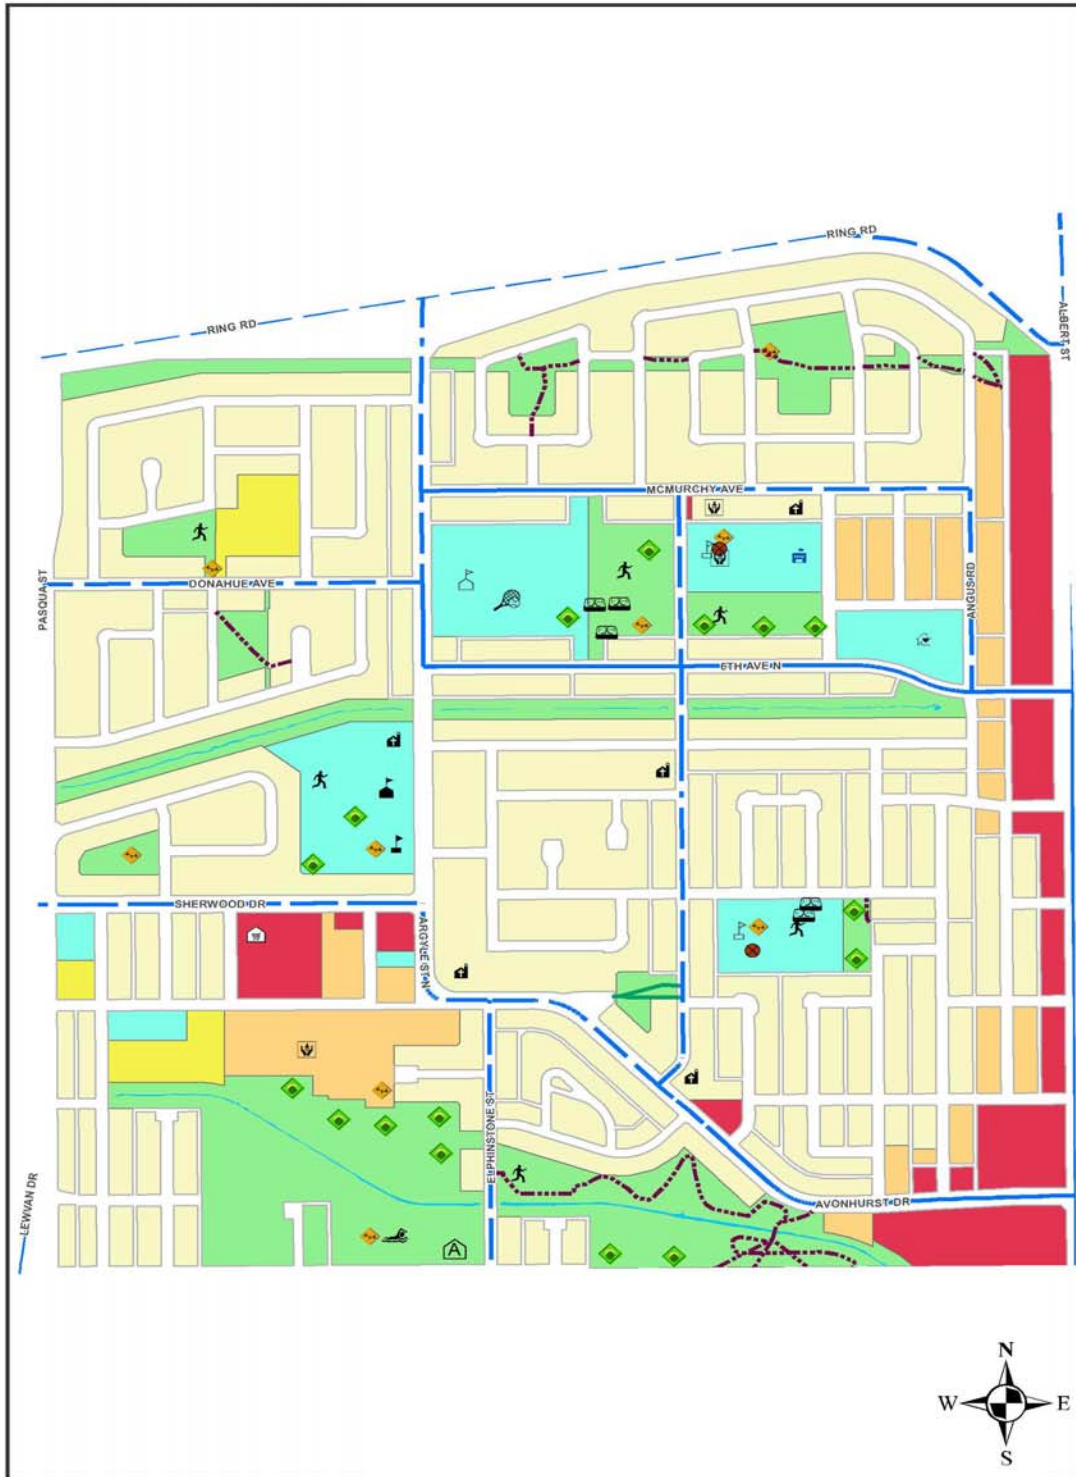 RING RD
RING RD
ALBERT ST
MCMURCHY AVE
PASQUA ST
DONAHUE AVE
ANGUS RD
6TH AVE N
SHERWOOD DR
ARGYLE ST N
ELPHINSTONE ST
LEWVAN DR
AVONHURST DR
A
N
W E
S